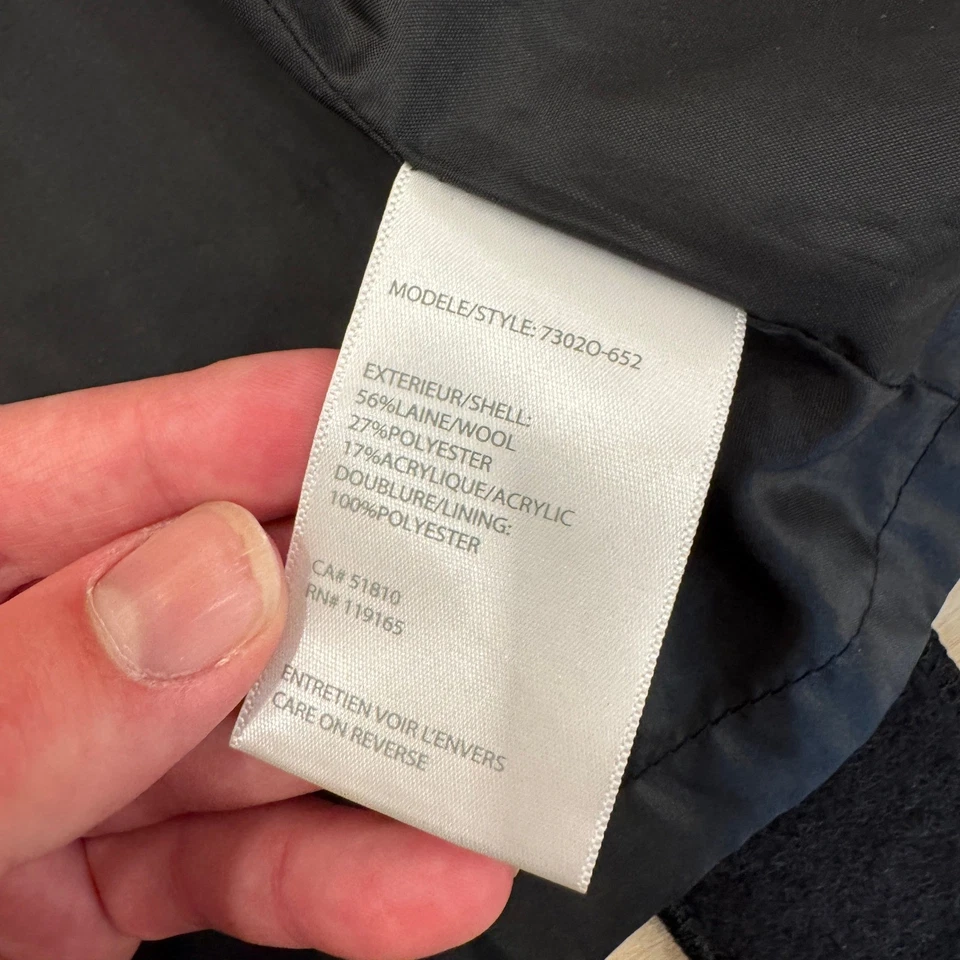 MODELE/STYLE: 7302O-652
EXTERIEUR/SHELL:
56%LAINE/WOOL
27%POLYESTER
17%ACRYLIQUE/ACRYLIC
DOUBLURE/LINING:
100%POLYESTER
CA# 51810
RN# 119165
ENTRETIEN VOIR L'ENVERS
CARE ON REVERSE